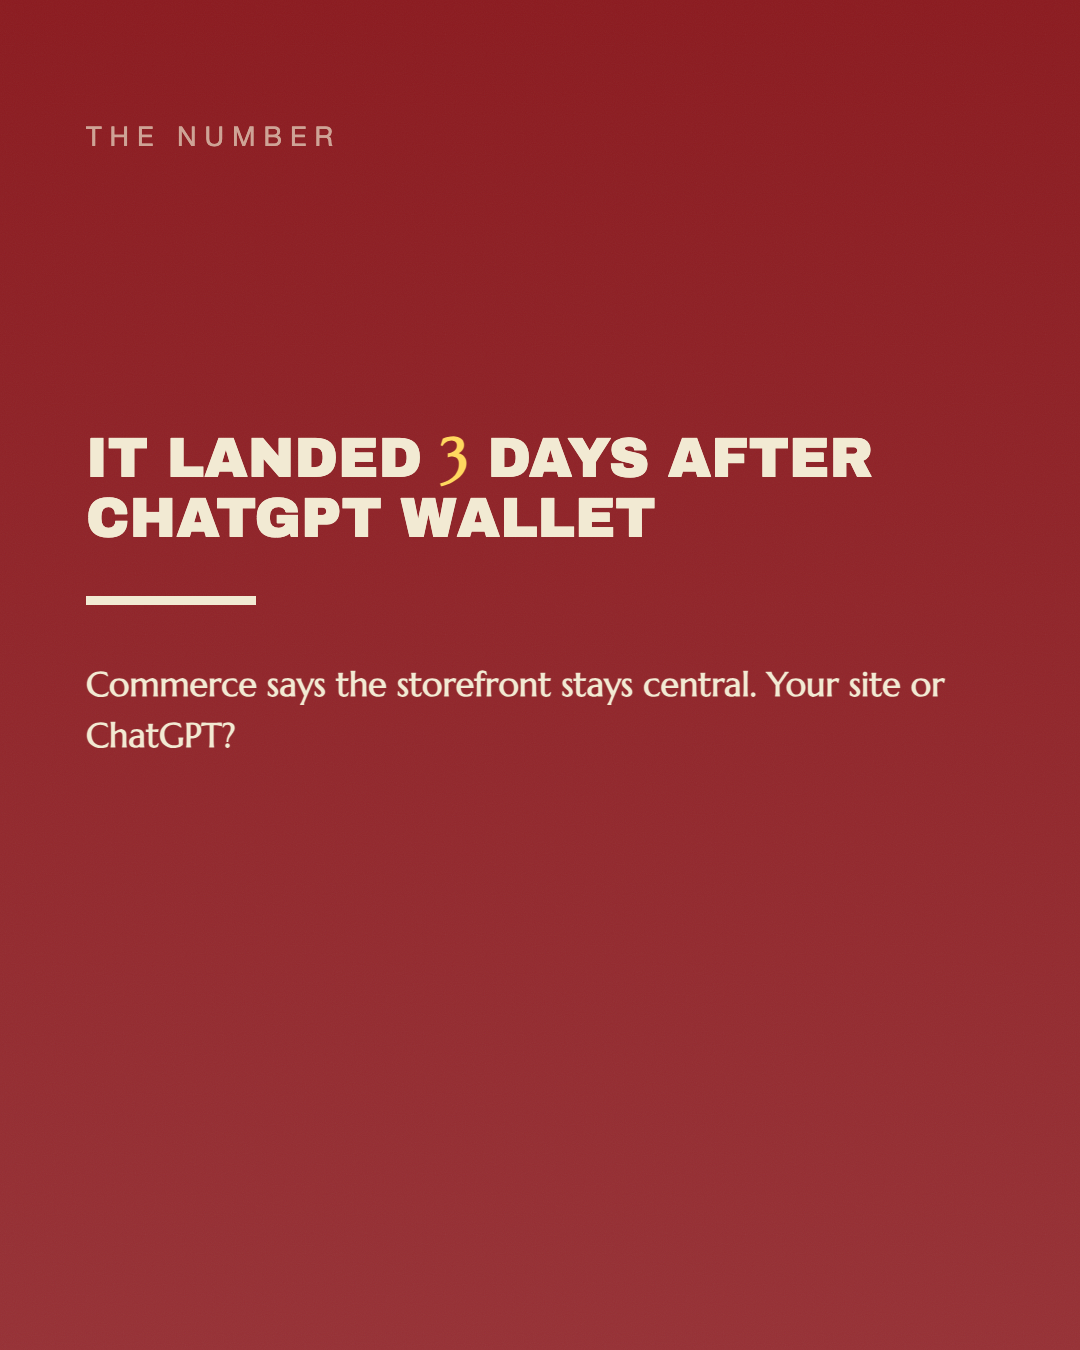 THE NUMBER
IT LANDED 3 DAYS AFTER
CHATGPT WALLET
Commerce says the storefront stays central. Your site or
ChatGPT?